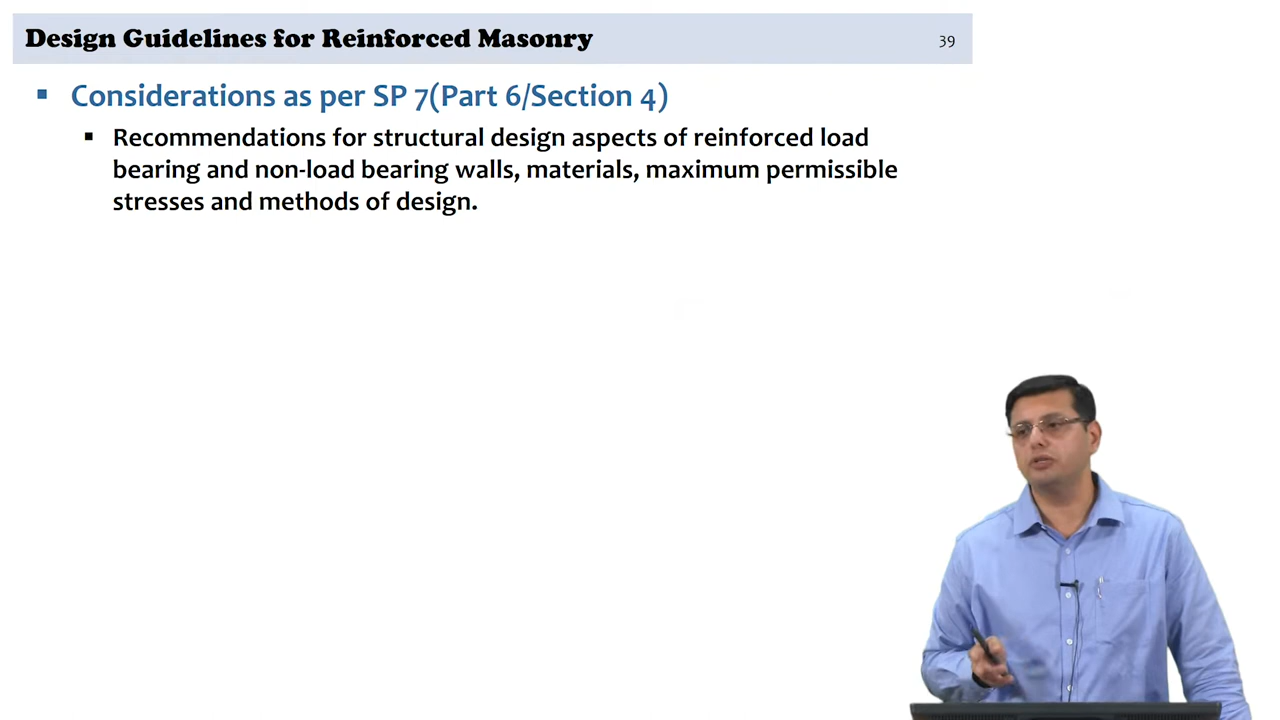 Design Guidelines for Reinforced Masonry
39
Considerations as per SP 7(Part 6/Section 4)
Recommendations for structural design aspects of reinforced load
bearing and non-load bearing walls, materials, maximum permissible
stresses and methods of design.